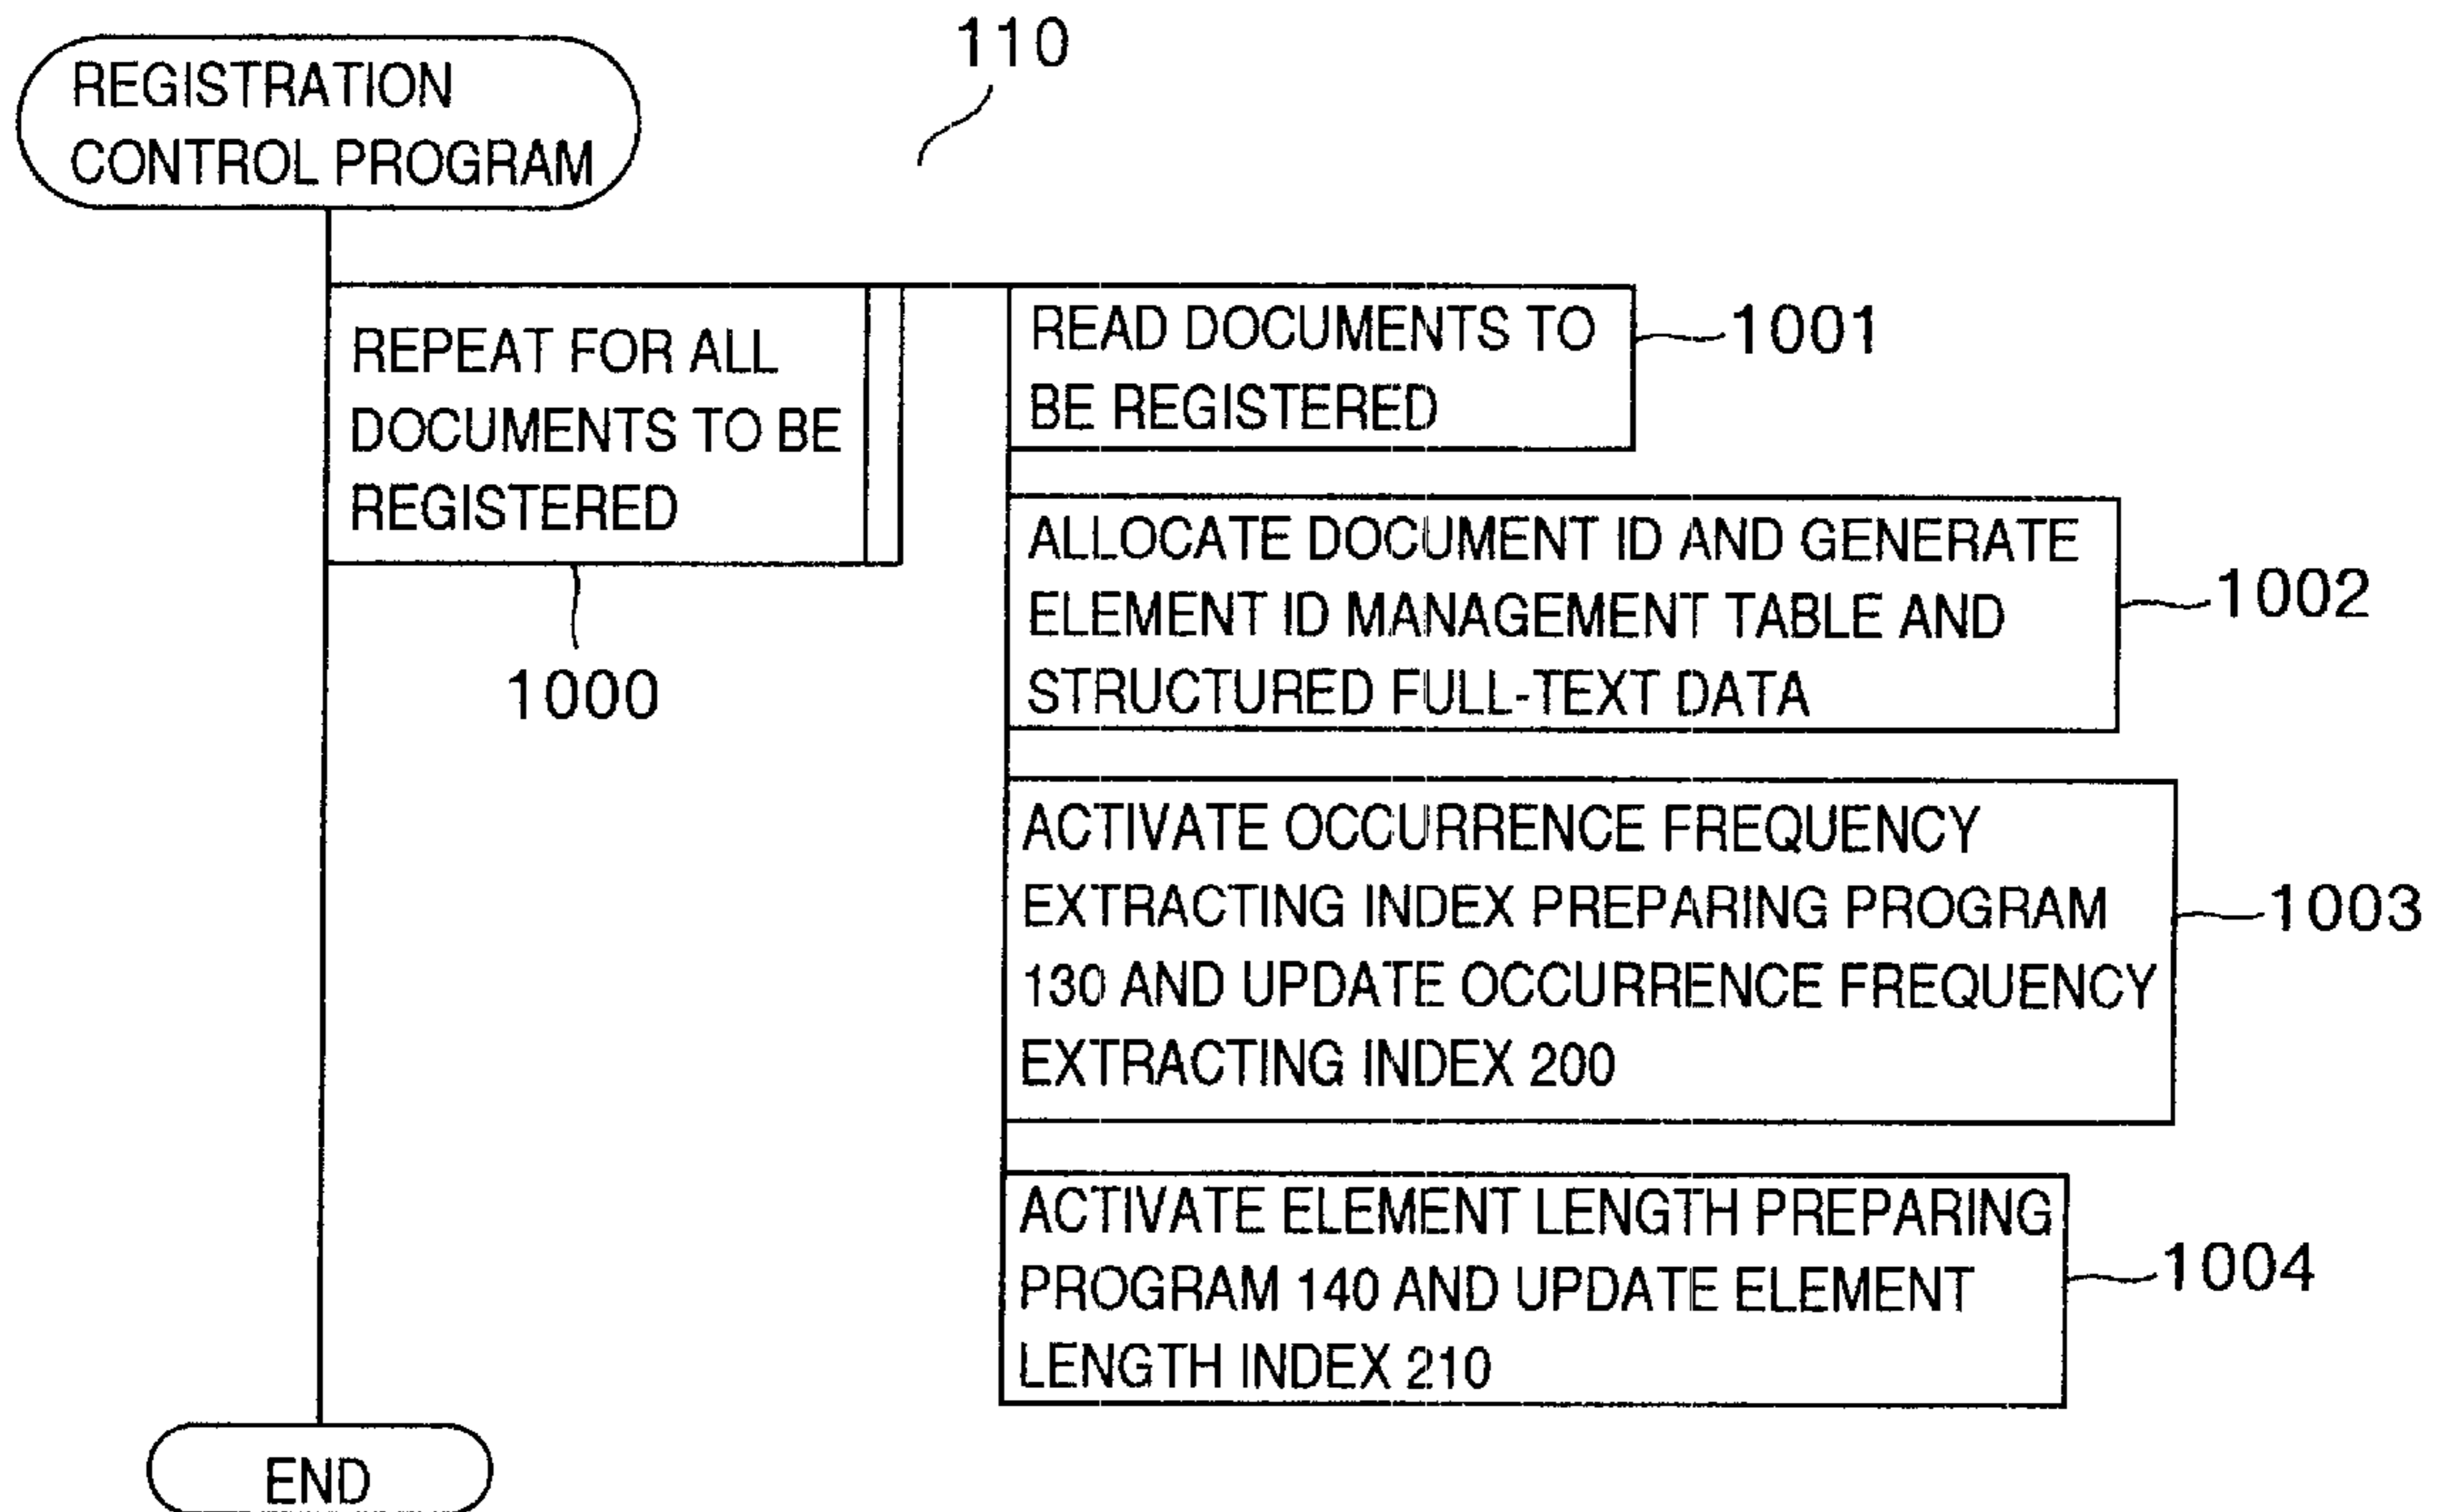 110
REGISTRATION
CONTROL PROGRAM
REPEAT FOR ALL
DOCUMENTS TO BE
REGISTERED
1000
READ DOCUMENTS TO
BE REGISTERED
1001
ALLOCATE DOCUMENT ID AND GENERATE
ELEMENT ID MANAGEMENT TABLE AND
STRUCTURED FULL-TEXT DATA
1002
ACTIVATE OCCURRENCE FREQUENCY
EXTRACTING INDEX PREPARING PROGRAM
130 AND UPDATE OCCURRENCE FREQUENCY
EXTRACTING INDEX 200
1003
ACTIVATE ELEMENT LENGTH PREPARING
PROGRAM 140 AND UPDATE ELEMENT
LENGTH INDEX 210
1004
END